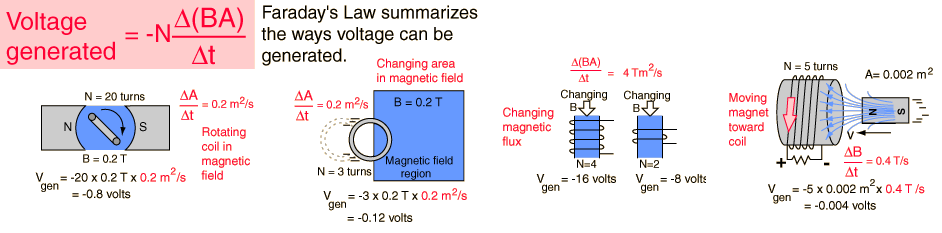 Voltage generated = -N Δ(BA)/Δt
Faraday's Law summarizes
the ways voltage can be
generated.
N = 20 turns
N
S
B = 0.2 T
ΔA/Δt = 0.2 m²/s
Rotating
coil in
magnetic
field
Vgen = -20 x 0.2 T x 0.2 m²/s
= -0.8 volts
Changing area
in magnetic field
ΔA/Δt = 0.2 m²/s
B = 0.2 T
Magnetic field
region
N = 3 turns
Vgen = -3 x 0.2 T x 0.2 m²/s
= -0.12 volts
Δ(BA)/Δt = 4 Tm²/s
Changing
magnetic
flux
Changing
B
N=4
Vgen = -16 volts
Changing
B
N=2
Vgen = -8 volts
N = 5 turns
A= 0.002 m²
Moving
magnet
toward
coil
N
S
V
+
-
ΔB/Δt = 0.4 T/s
Vgen = -5 x 0.002 m² x 0.4 T /s
= -0.004 volts